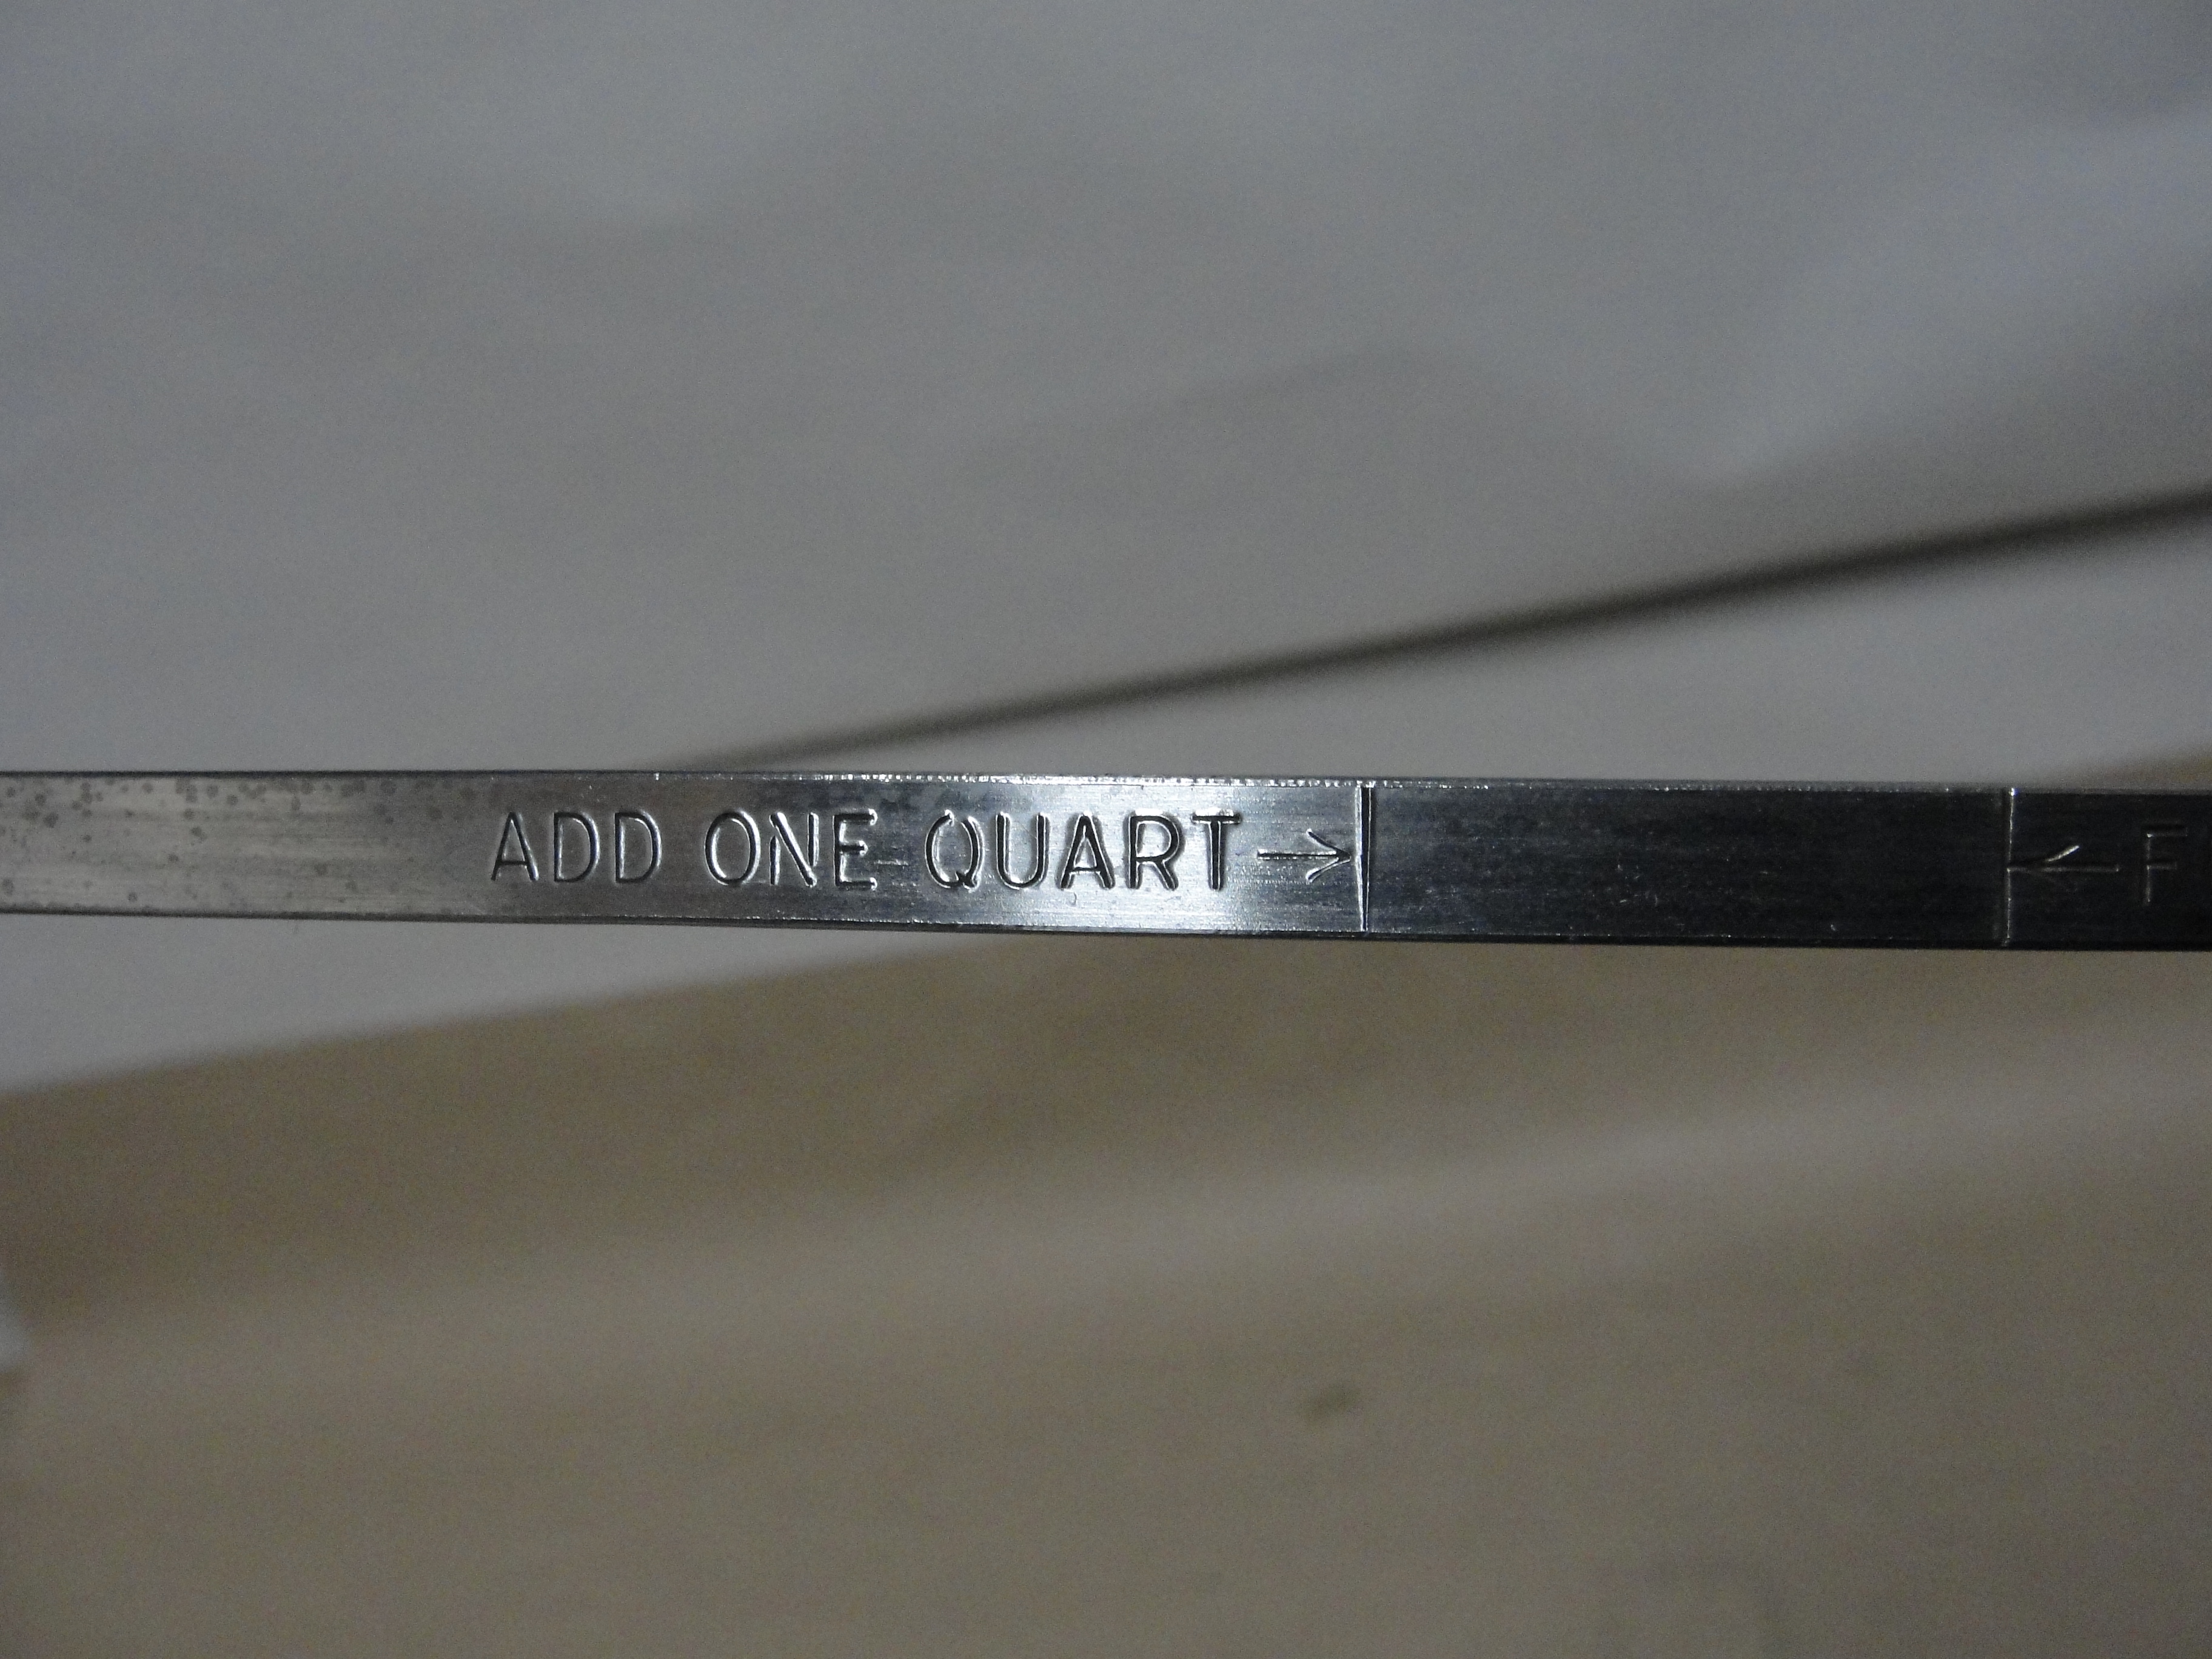 ADD ONE QUART → ← F